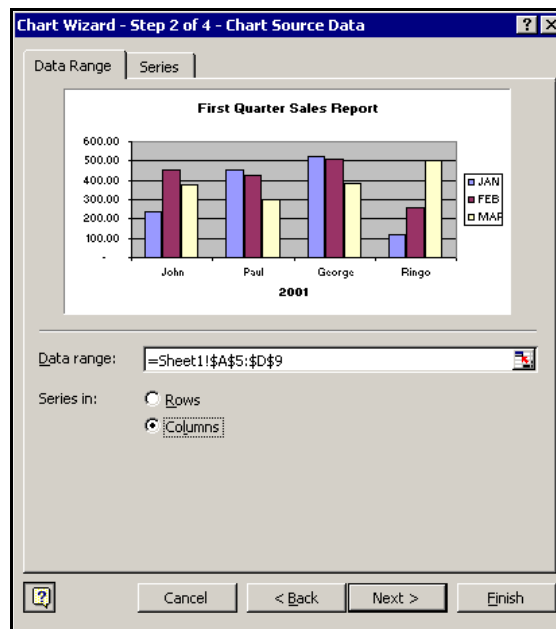 Chart Wizard - Step 2 of 4 - Chart Source Data
Data Range Series
First Quarter Sales Report
600.00
500.00
400.00
300.00
200.00
100.00
-
JAN
FEB
MAR
John Paul George Ringo
2001
Data range: =Sheet1!$A$5:$D$9
Series in: Rows
Columns
Cancel < Back Next > Finish